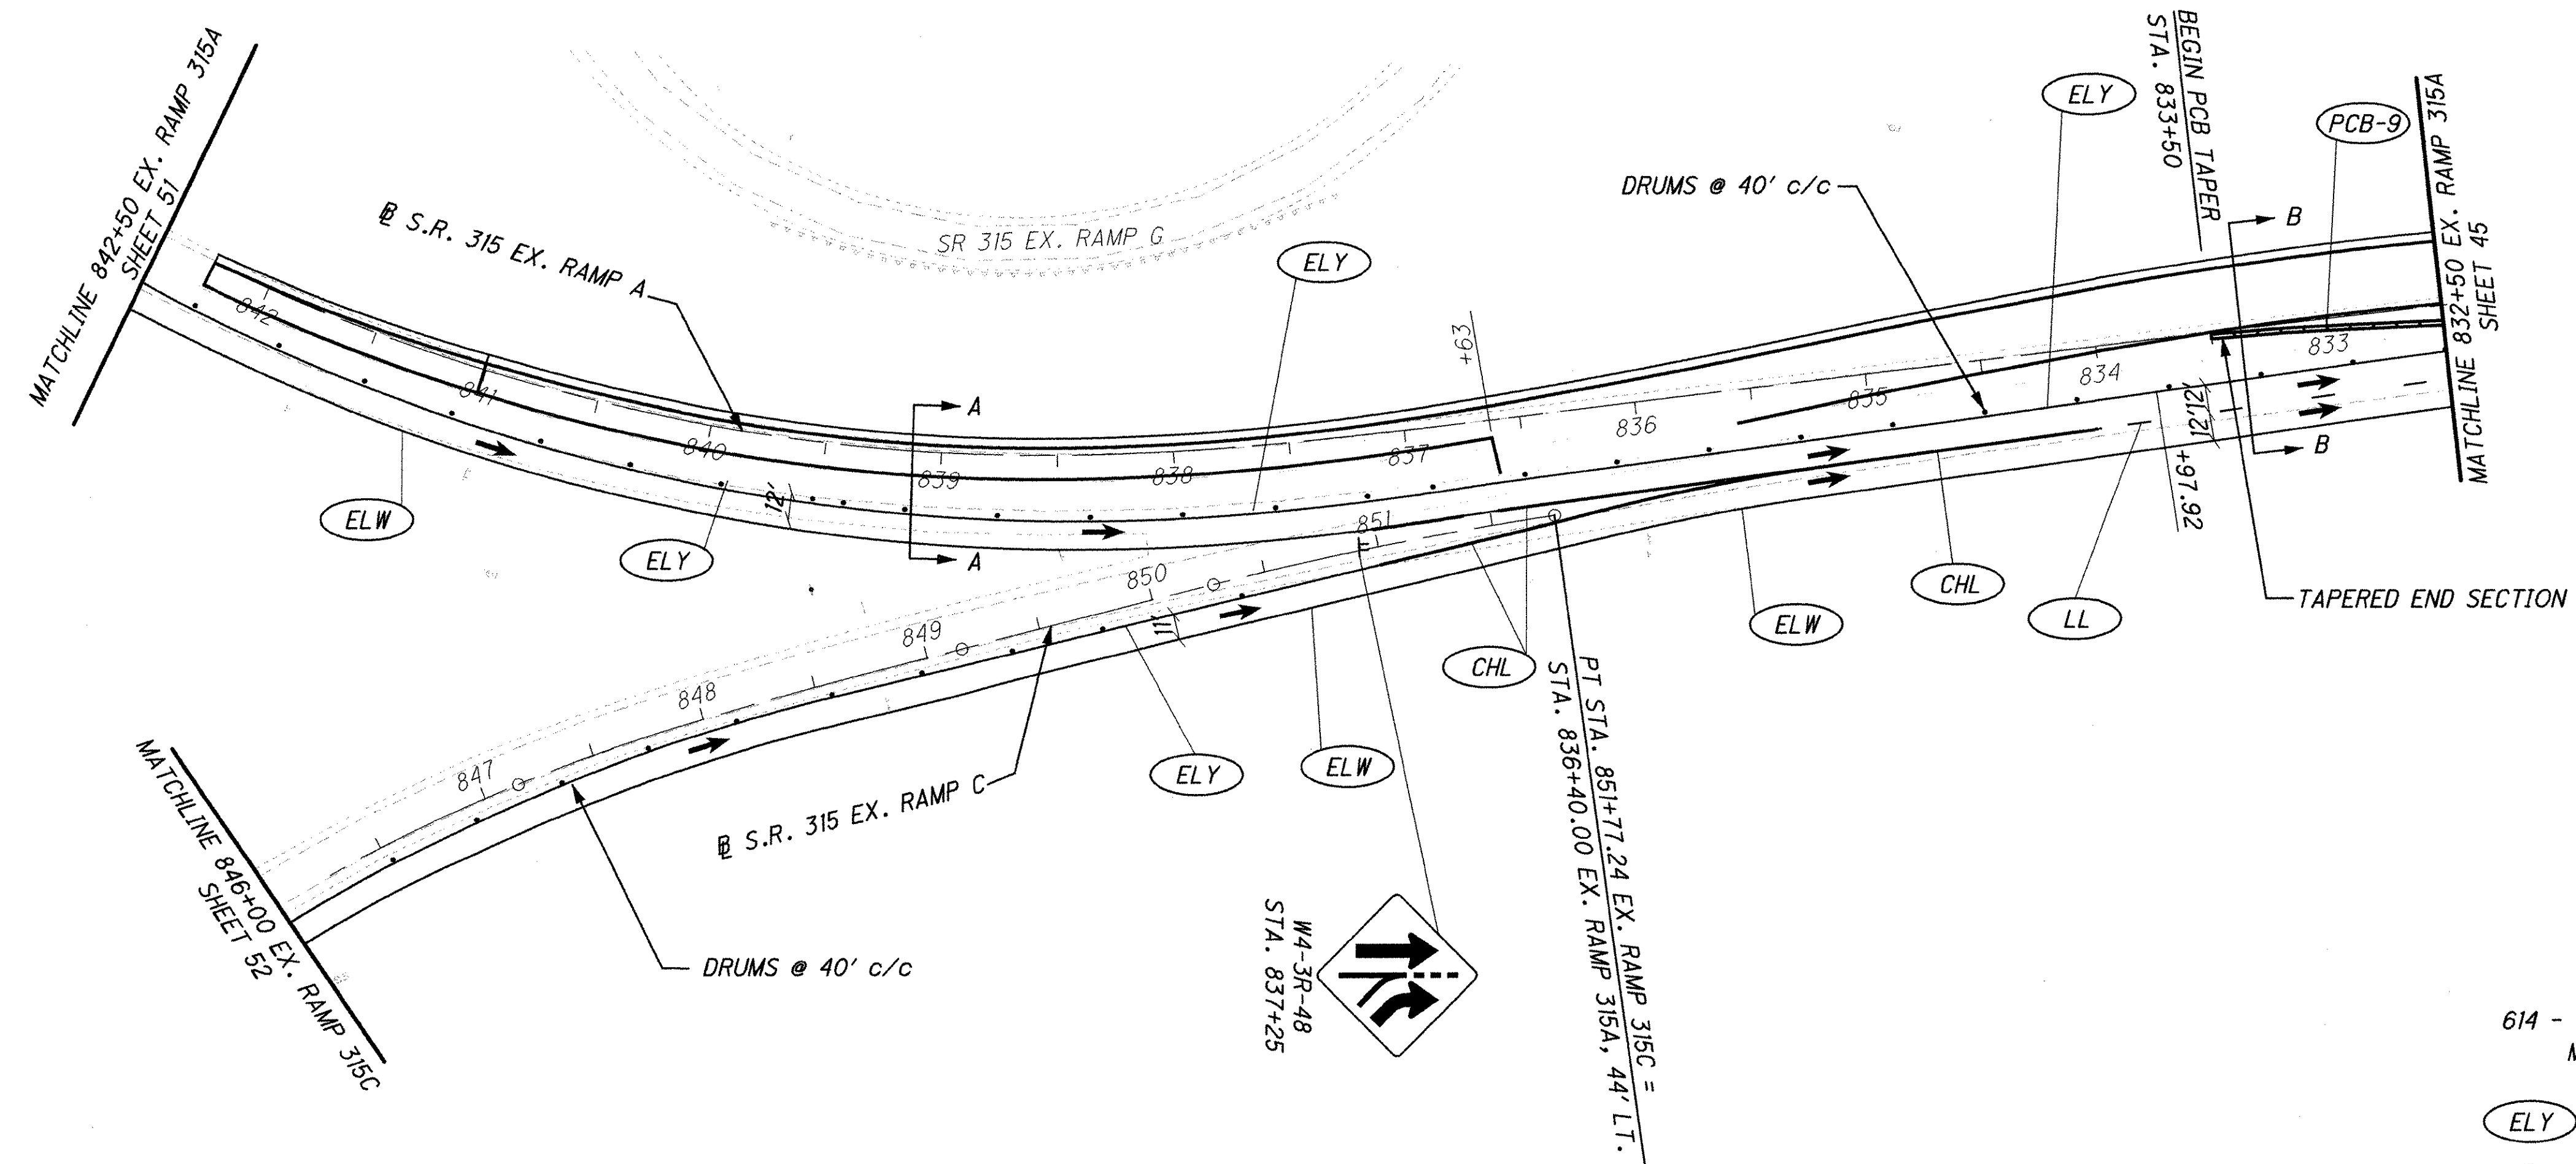 MATCHLINE 842+50 EX. RAMP 315A
SHEET 51
℄ S.R. 315 EX. RAMP A
SR 315 EX. RAMP G
ELY
+63
DRUMS @ 40' c/c
ELY
BEGIN PCB TAPER
STA. 833+50
B
PCB-9
MATCHLINE 832+50 EX. RAMP 315A
SHEET 45
842
841
840
839
838
837
836
835
834
833
A
A
12'
12'
12'
B
+97.92
ELW
ELY
851
850
849
848
847
11'
CHL
ELW
CHL
LL
TAPERED END SECTION
ELY
ELW
PT STA. 851+77.24 EX. RAMP 315C =
STA. 836+40.00 EX. RAMP 315A, 44' LT.
℄ S.R. 315 EX. RAMP C
MATCHLINE 846+00 EX. RAMP 315C
SHEET 52
DRUMS @ 40' c/c
W4-3R-48
STA. 837+25
614 -
ELY